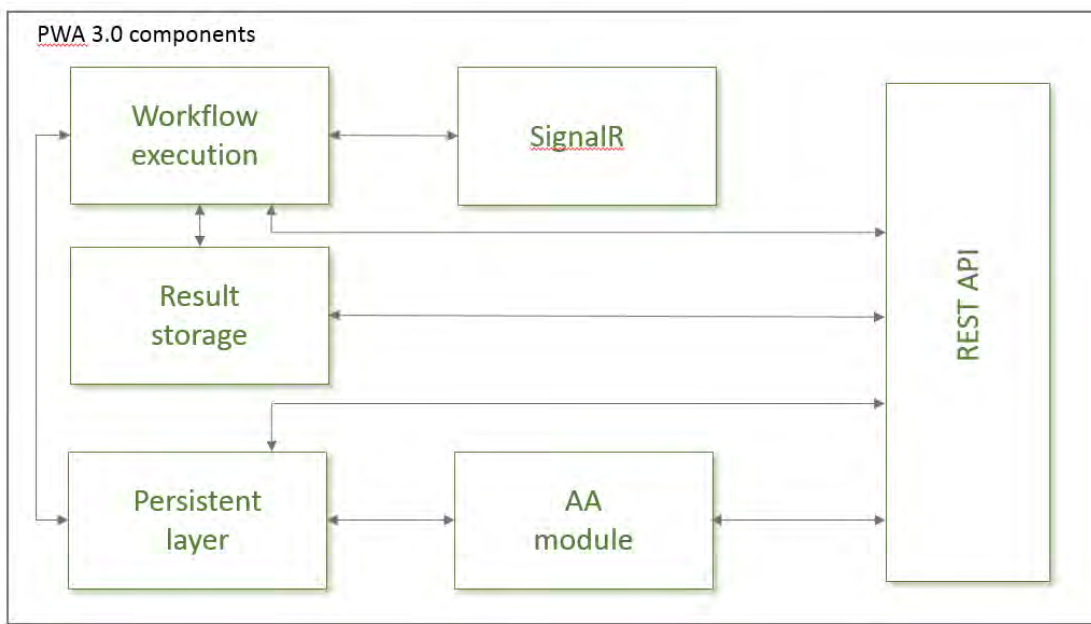 PWA 3.0 components
Workflow
execution
SignalR
Result
storage
REST API
Persistent
layer
AA
module